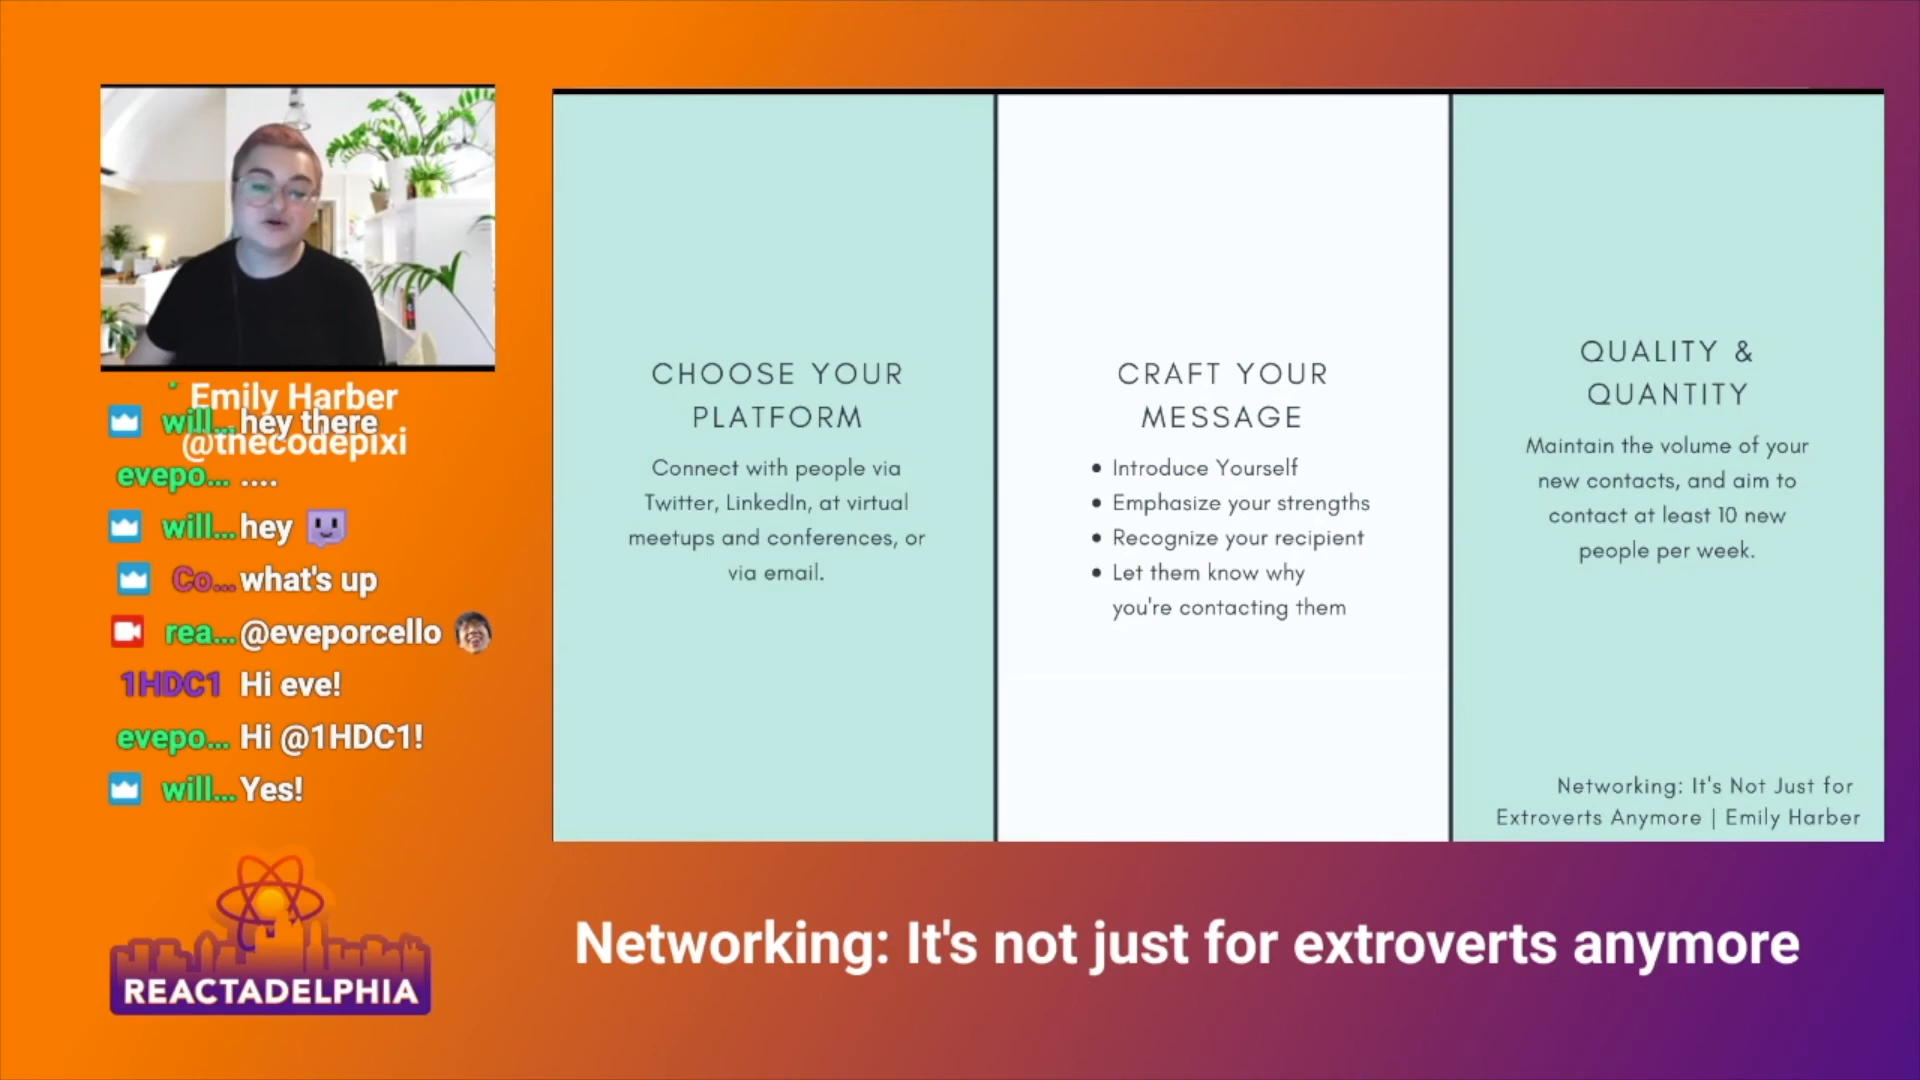 Emily Harber
@thecodepixi
will... hey there
evepo... ....
will... hey
Co... what's up
rea... @eveporcello
1HDC1 Hi eve!
evepo... Hi @1HDC1!
will... Yes!
REACTADELPHIA
CHOOSE YOUR
PLATFORM
Connect with people via
Twitter, LinkedIn, at virtual
meetups and conferences, or
via email.
CRAFT YOUR
MESSAGE
• Introduce Yourself
• Emphasize your strengths
• Recognize your recipient
• Let them know why
you're contacting them
QUALITY &
QUANTITY
Maintain the volume of your
new contacts, and aim to
contact at least 10 new
people per week.
Networking: It's Not Just for
Extroverts Anymore | Emily Harber
Networking: It's not just for extroverts anymore